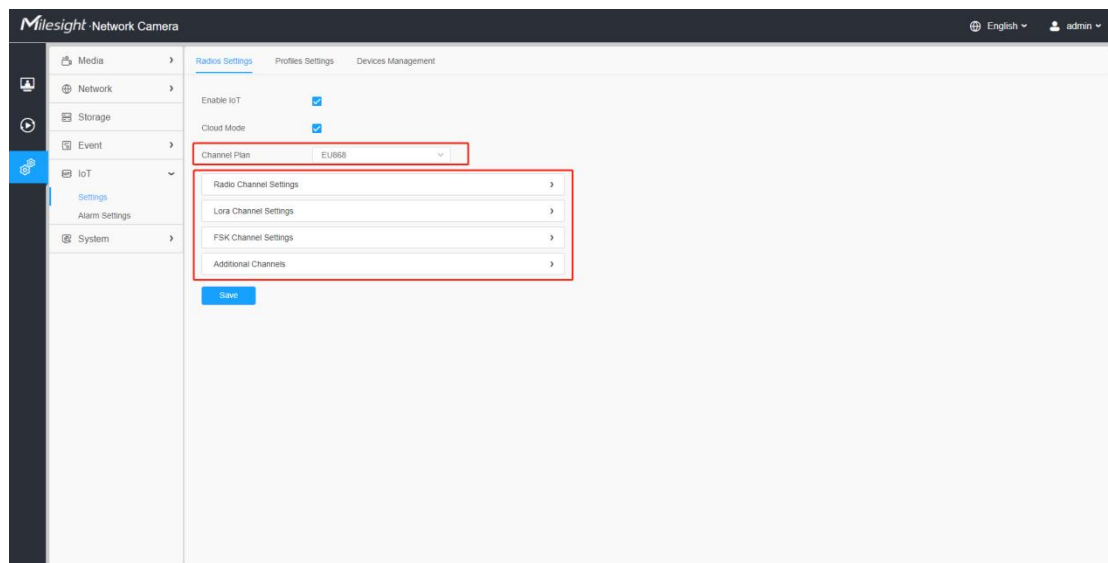 Milesight ·Network Camera
English
admin
Media
Network
Storage
Event
IoT
Settings
Alarm Settings
System
Radios Settings Profiles Settings Devices Management
Enable IoT
Cloud Mode
Channel Plan EU868
Radio Channel Settings
Lora Channel Settings
FSK Channel Settings
Additional Channels
Save